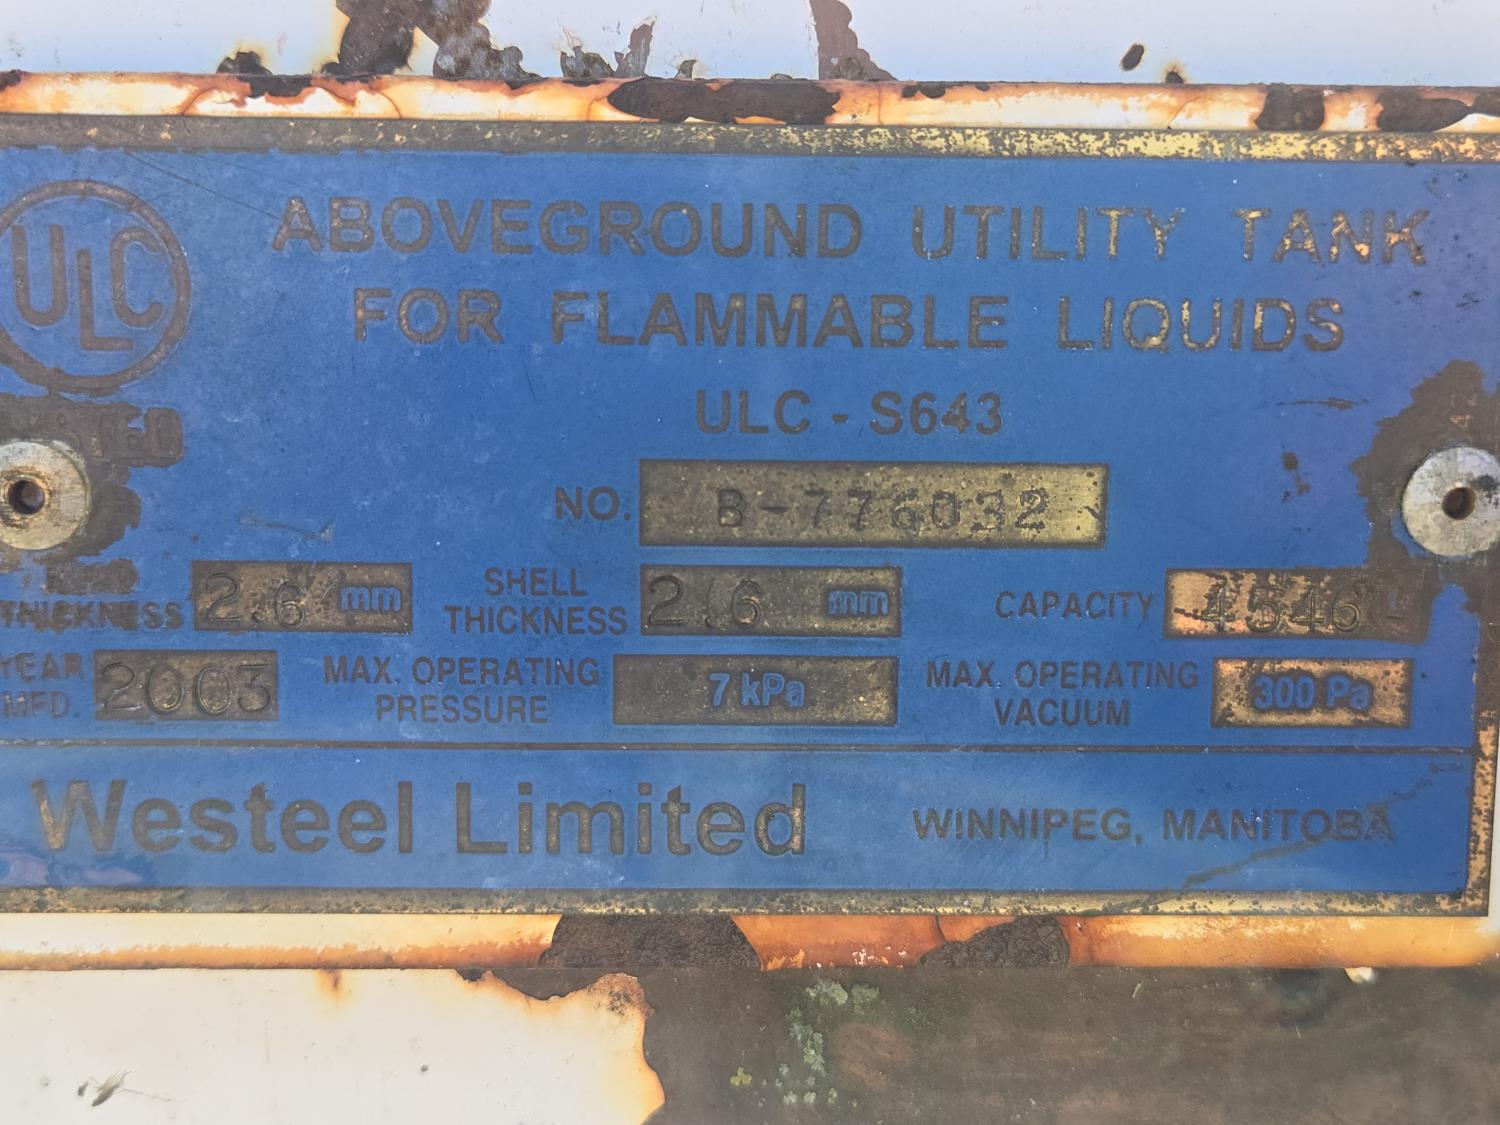 ULC
ABOVEGROUND UTILITY TANK
FOR FLAMMABLE LIQUIDS
ULC - S643
NO. B-776032
THICKNESS 2.6 mm
SHELL THICKNESS 2.6 mm
CAPACITY 4546 L
YEAR MFD. 2003
MAX. OPERATING PRESSURE 7 kPa
MAX. OPERATING VACUUM 300 Pa
Westeel Limited WINNIPEG, MANITOBA